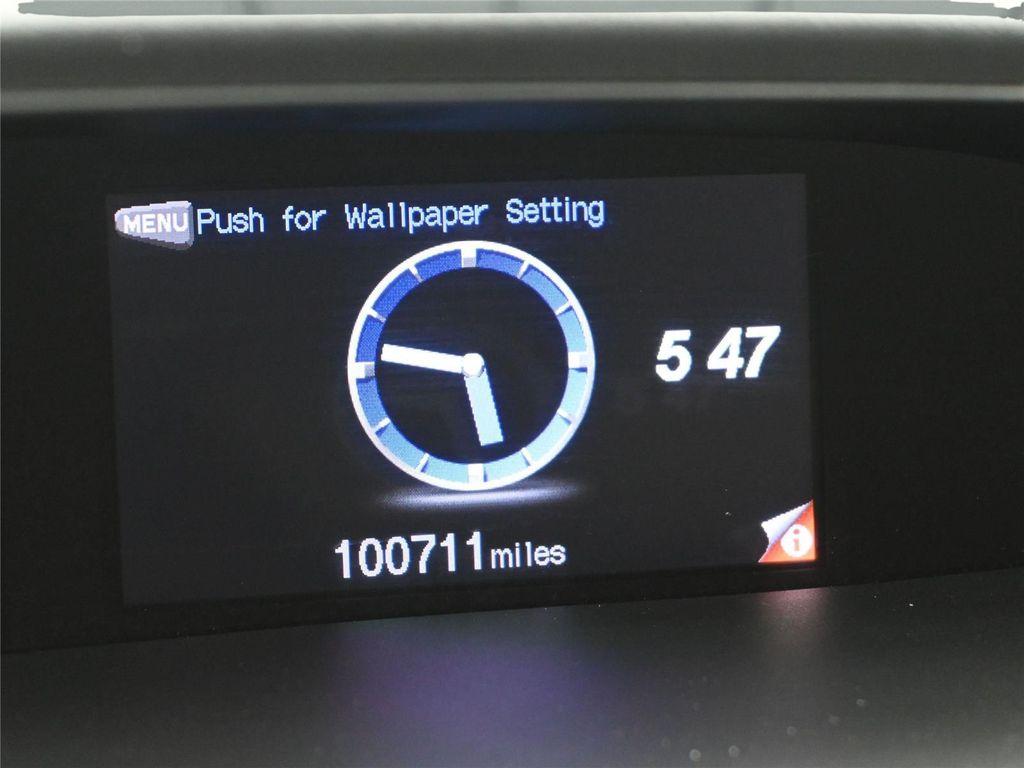 MENU Push for Wallpaper Setting
5 47
100711 miles
i